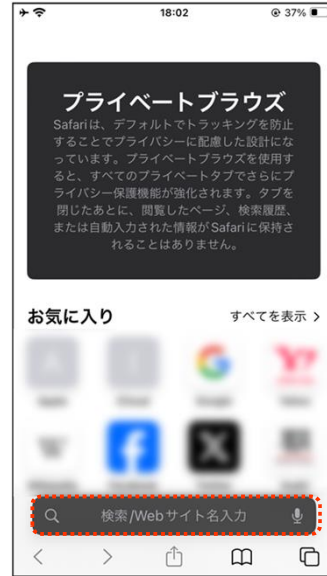 18:02
37%
プライベートブラウズ
Safariは、デフォルトでトラッキングを防止
することでプライバシーに配慮した設計にな
っています。プライベートブラウズを使用す
ると、すべてのプライベートタブでさらにプ
ライバシー保護機能が強化されます。タブを
閉じたあとに、閲覧したページ、検索履歴、
または自動入力された情報がSafariに保持さ
れることはありません。
お気に入り
すべてを表示
検索/Webサイト名入力